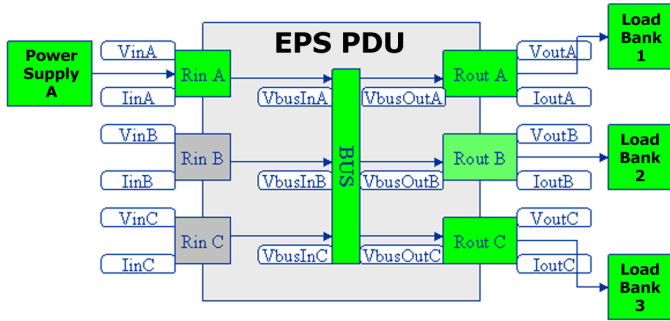 EPS PDU
Power
Supply
A
VinA
IinA
Rin A
VbusInA
VbusOutA
Rout A
VoutA
IoutA
Load
Bank
1
VinB
IinB
Rin B
VbusInB
BUS
VbusOutB
Rout B
VoutB
IoutB
Load
Bank
2
VinC
IinC
Rin C
VbusInC
VbusOutC
Rout C
VoutC
IoutC
Load
Bank
3